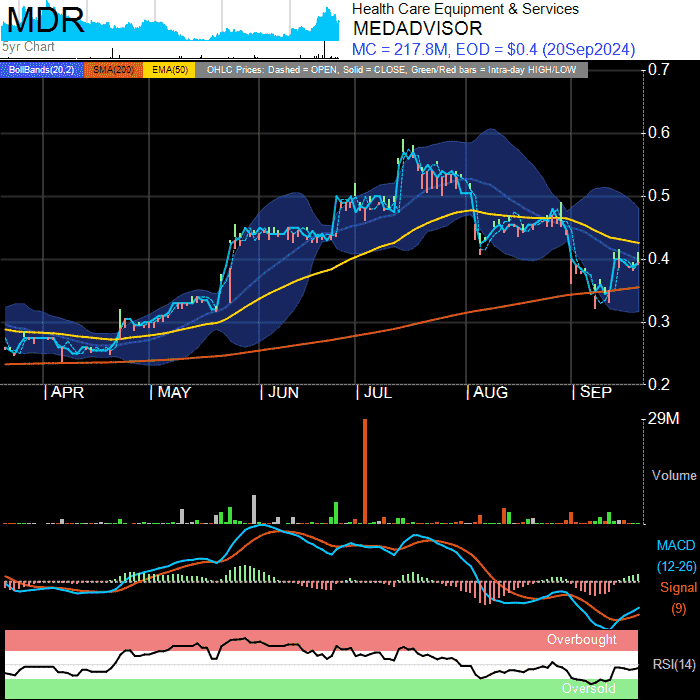 MDR
5yr Chart
Health Care Equipment & Services
MEDADVISOR
MC = 217.8M, EOD = $0.4 (20Sep2024)
BollBands(20,2) SMA(200) EMA(50) OHLC Prices: Dashed = OPEN, Solid = CLOSE, Green/Red bars = Intra-day HIGH/LOW
0.7
0.6
0.5
0.4
0.3
0.2
APR MAY JUN JUL AUG SEP
29M
Volume
MACD
(12-26)
Signal
(9)
Overbought
RSI(14)
Oversold